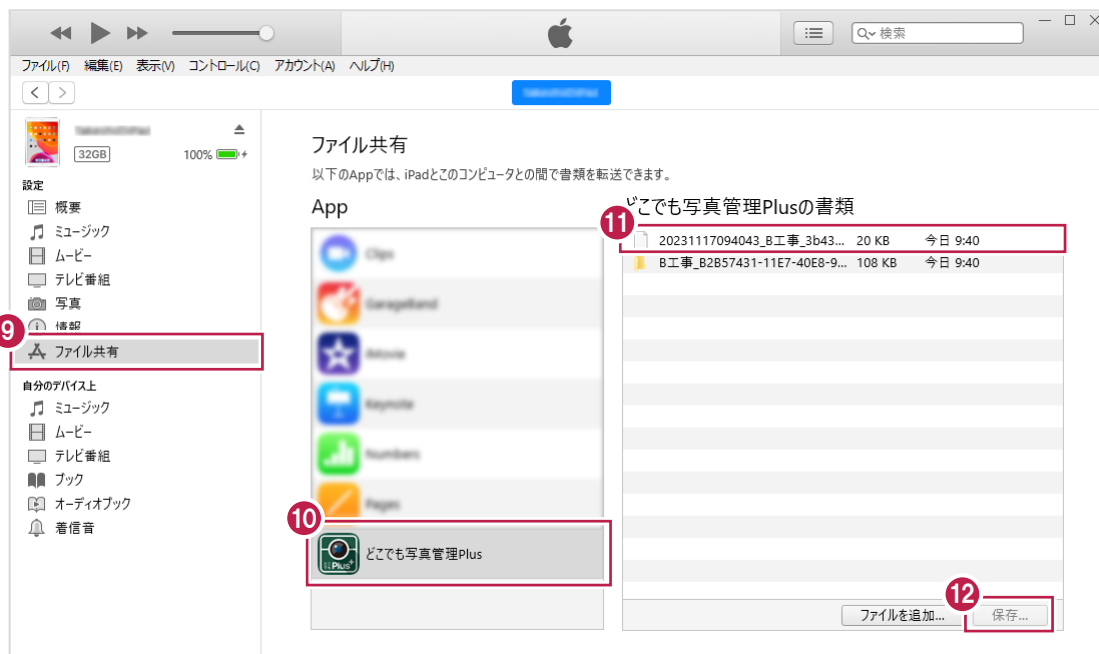 検索
ファイル(F) 編集(E) 表示(V) コントロール(C) アカウント(A) ヘルプ(H)
32GB 100%
設定
概要
ミュージック
ムービー
テレビ番組
写真
情報
9
ファイル共有
自分のデバイス上
ミュージック
ムービー
テレビ番組
ブック
オーディオブック
着信音
ファイル共有
以下のAppでは、iPadとこのコンピュータとの間で書類を転送できます。
App
Clips
GarageBand
iMovie
Keynote
Numbers
Pages
10
どこでも写真管理Plus
どこでも写真管理Plusの書類
11
20231117094043_B工事_3b43... 20 KB 今日 9:40
B工事_B2B57431-11E7-40E8-9... 108 KB 今日 9:40
12
ファイルを追加... 保存...